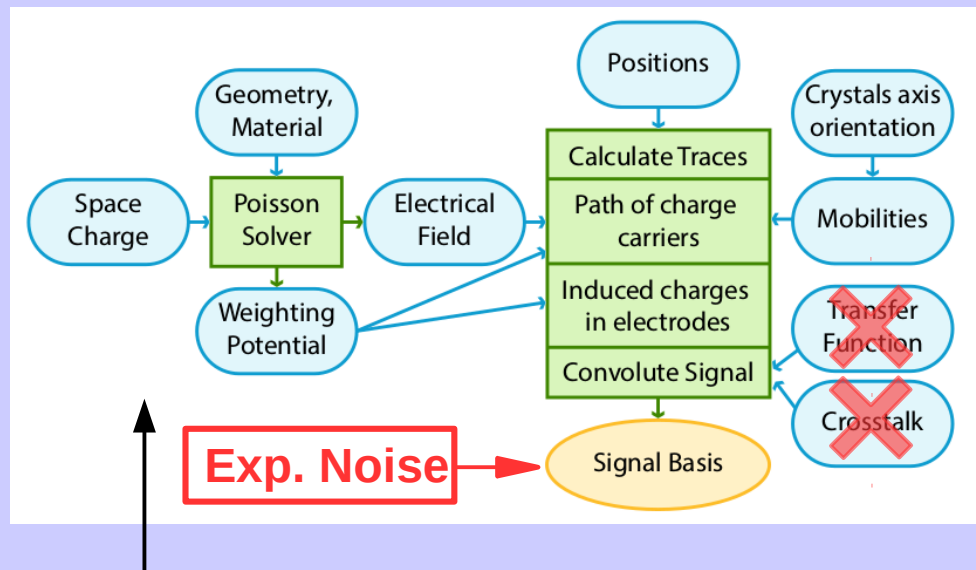 Positions
Geometry,
Material
Crystals axis
orientation
Calculate Traces
Space
Charge
Poisson
Solver
Electrical
Field
Path of charge
carriers
Mobilities
Weighting
Potential
Induced charges
in electrodes
Transfer
Function
Convolute Signal
Crosstalk
Exp. Noise
Signal Basis